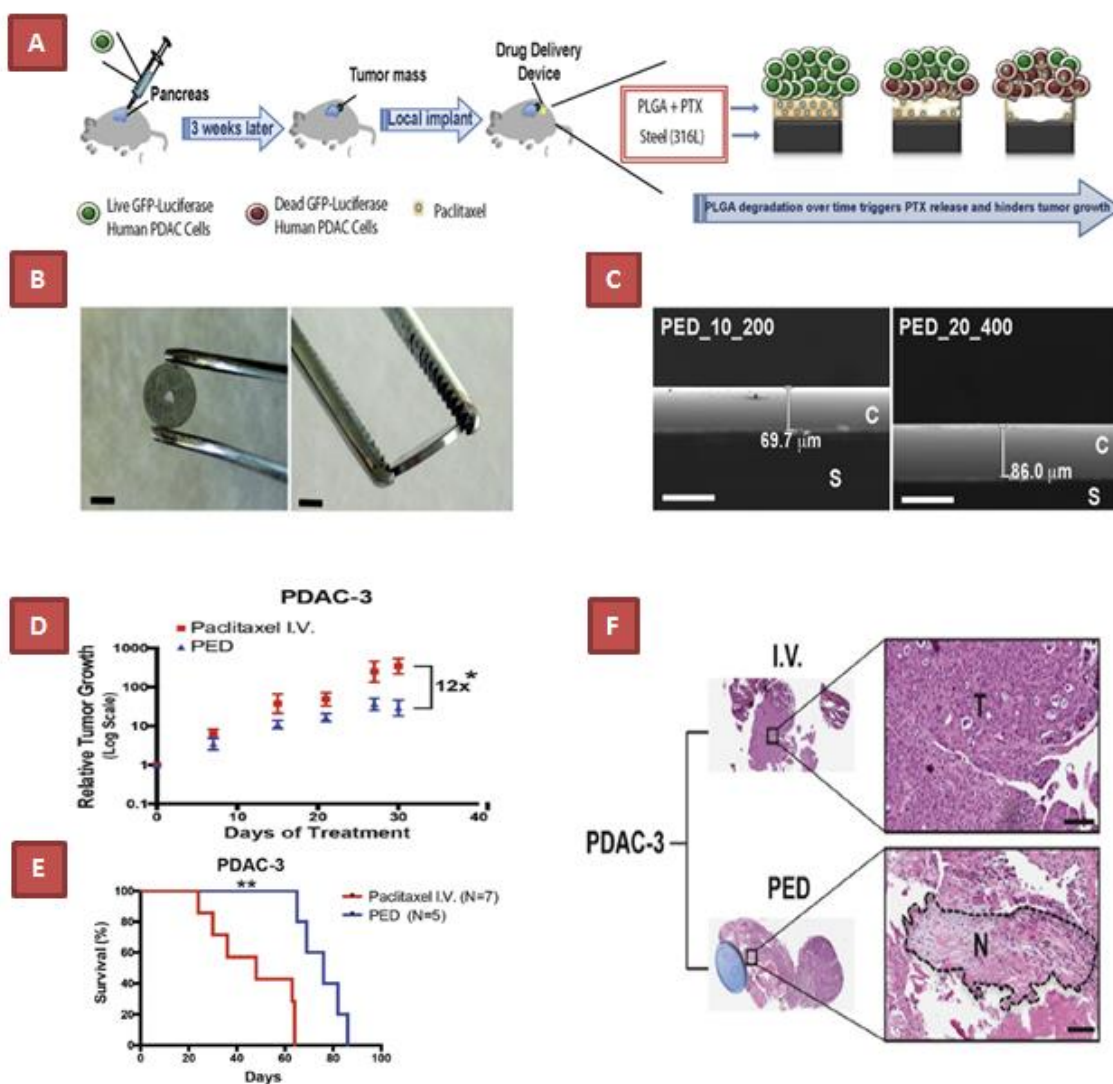 A
Pancreas
3 weeks later
Tumor mass
Local implant
Drug Delivery
Device
PLGA + PTX
Steel (316L)
Live GFP-Luciferase
Human PDAC Cells
Dead GFP-Luciferase
Human PDAC Cells
Paclitaxel
PLGA degradation over time triggers PTX release and hinders tumor growth
B
C
PED_10_200
C
69.7 μm
S
PED_20_400
C
86.0 μm
S
D
PDAC-3
Paclitaxel I.V.
PED
Relative Tumor Growth
(Log Scale)
1000
100
10
1
0.1
12x*
0 10 20 30 40
Days of Treatment
E
PDAC-3
**
Paclitaxel I.V. (N=7)
PED (N=5)
Survival (%)
100
80
60
40
20
0
0 20 40 60 80 100
Days
F
I.V.
T
PDAC-3
PED
N